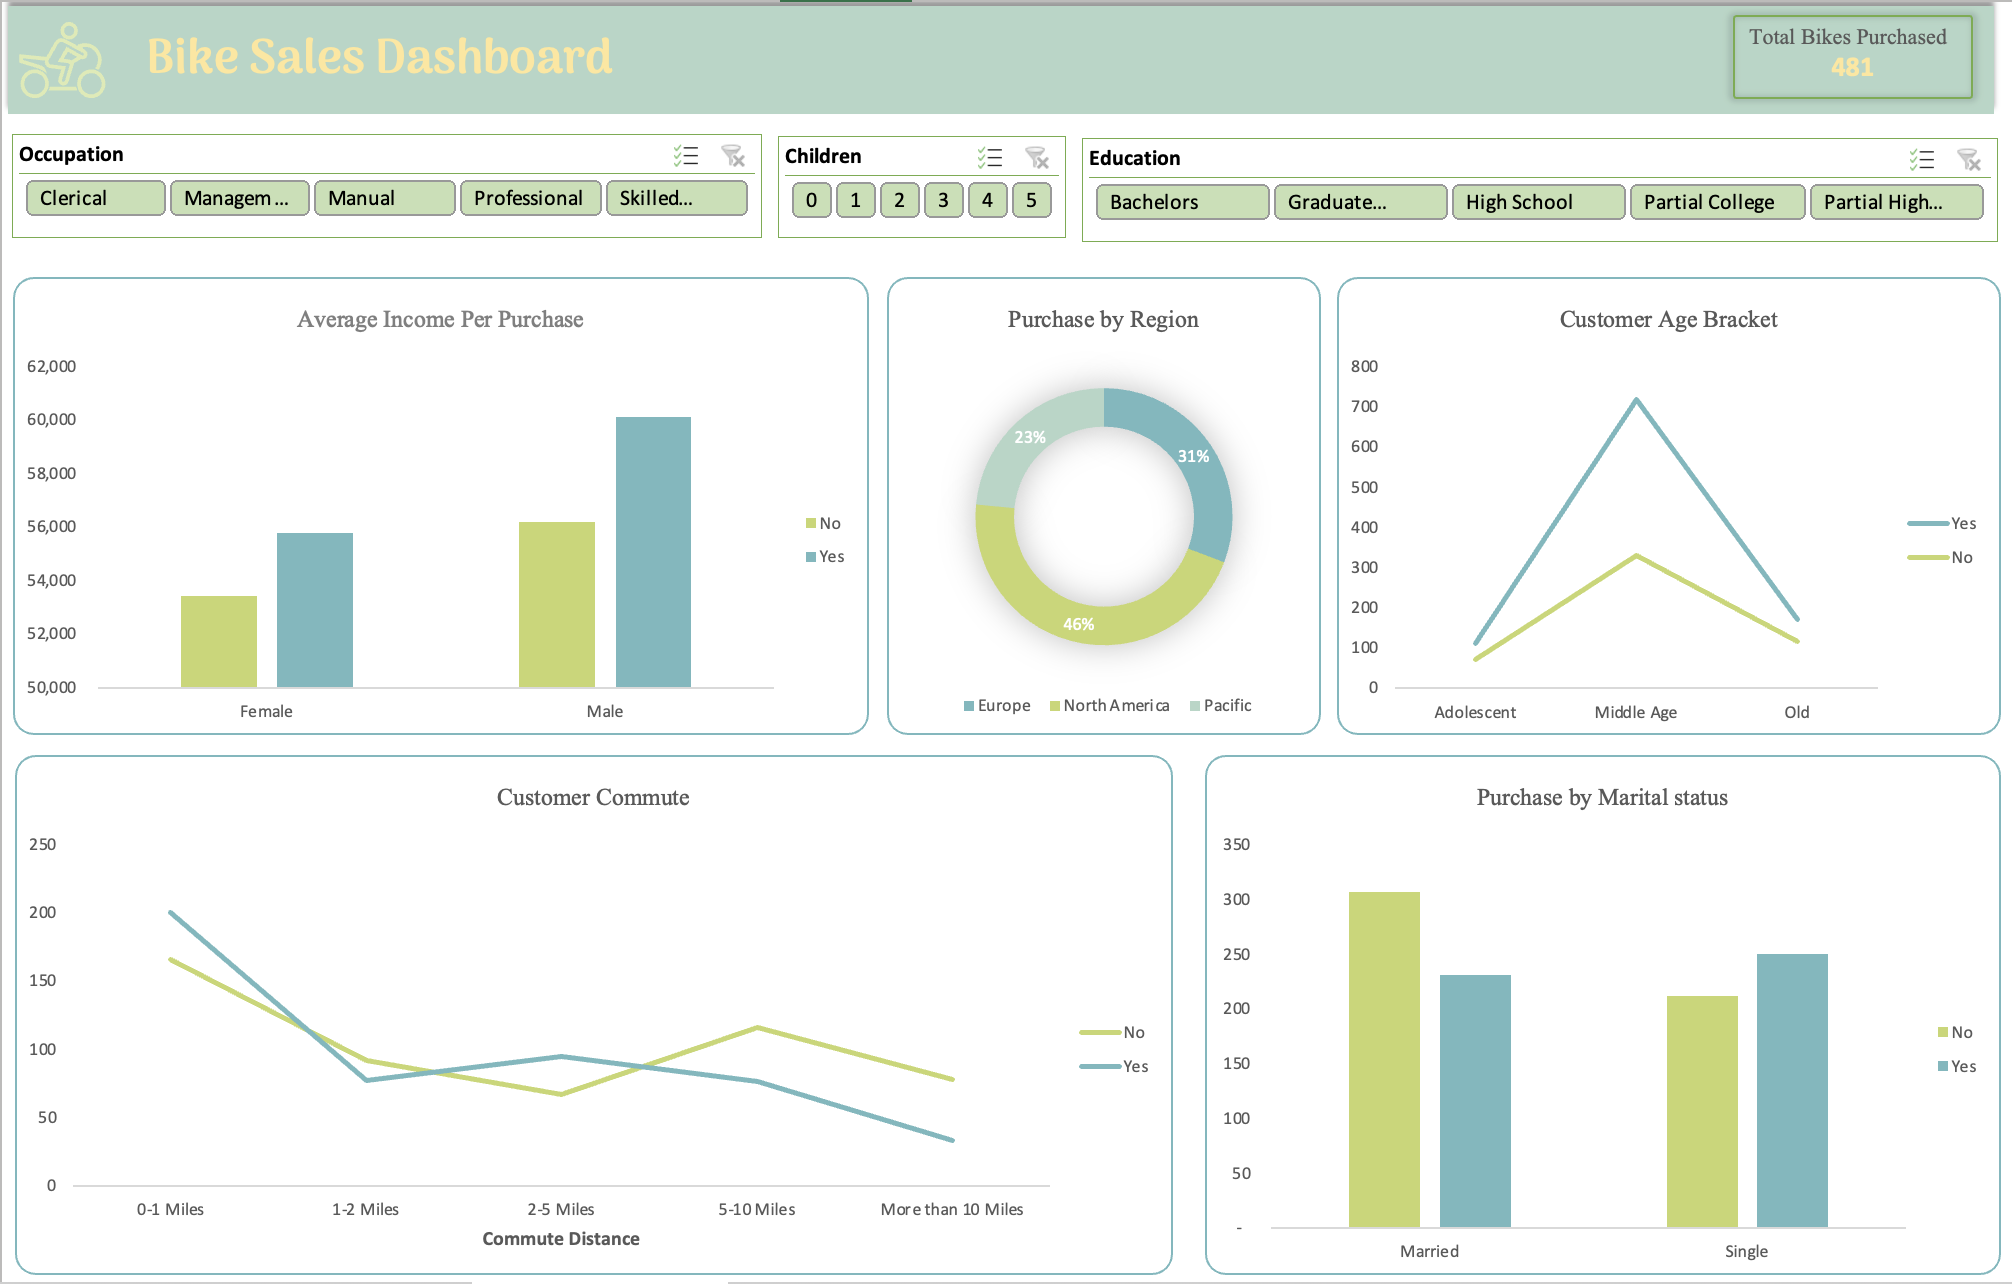 Bike Sales Dashboard
Total Bikes Purchased
481
Occupation
Clerical
Managem ...
Manual
Professional
Skilled...
Children
0
1
2
3
4
5
Education
Bachelors
Graduate...
High School
Partial College
Partial High...
Average Income Per Purchase
62,000
60,000
58,000
56,000
54,000
52,000
50,000
Female
Male
No
Yes
Purchase by Region
23%
31%
46%
Europe
North America
Pacific
Customer Age Bracket
800
700
600
500
400
300
200
100
0
Adolescent
Middle Age
Old
Yes
No
Customer Commute
250
200
150
100
50
0
0-1 Miles
1-2 Miles
2-5 Miles
5-10 Miles
More than 10 Miles
Commute Distance
No
Yes
Purchase by Marital status
350
300
250
200
150
100
50
-
Married
Single
No
Yes